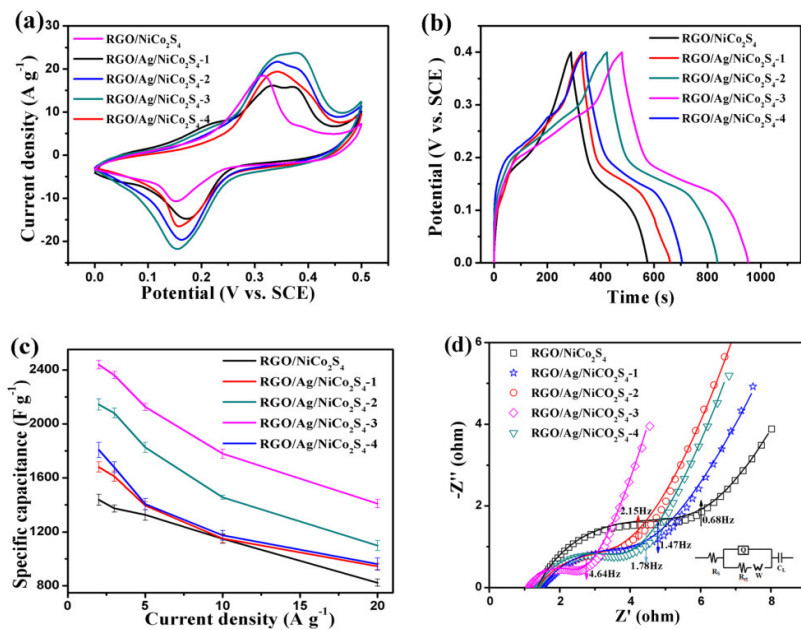 (a)
RGO/NiCo₂S₄
RGO/Ag/NiCo₂S₄-1
RGO/Ag/NiCo₂S₄-2
RGO/Ag/NiCo₂S₄-3
RGO/Ag/NiCo₂S₄-4
Current density (A g⁻¹)
30
20
10
0
-10
-20
0.0 0.1 0.2 0.3 0.4 0.5
Potential (V vs. SCE)
(b)
RGO/NiCo₂S₄
RGO/Ag/NiCo₂S₄-1
RGO/Ag/NiCo₂S₄-2
RGO/Ag/NiCo₂S₄-3
RGO/Ag/NiCo₂S₄-4
Potential (V vs. SCE)
0.4
0.3
0.2
0.1
0.0
0 200 400 600 800 1000
Time (s)
(c)
RGO/NiCo₂S₄
RGO/Ag/NiCo₂S₄-1
RGO/Ag/NiCo₂S₄-2
RGO/Ag/NiCo₂S₄-3
RGO/Ag/NiCo₂S₄-4
Specific capacitance (F g⁻¹)
2400
2000
1600
1200
800
0 5 10 15 20
Current density (A g⁻¹)
(d)
RGO/NiCo₂S₄
RGO/Ag/NiCO₂S₄-1
RGO/Ag/NiCO₂S₄-2
RGO/Ag/NiCO₂S₄-3
RGO/Ag/NiCO₂S₄-4
-Z'' (ohm)
6
4
2
0
2.15Hz
0.68Hz
1.47Hz
1.78Hz
4.64Hz
Q
Rₛ
W
C_L
0 2 4 6 8
Z' (ohm)